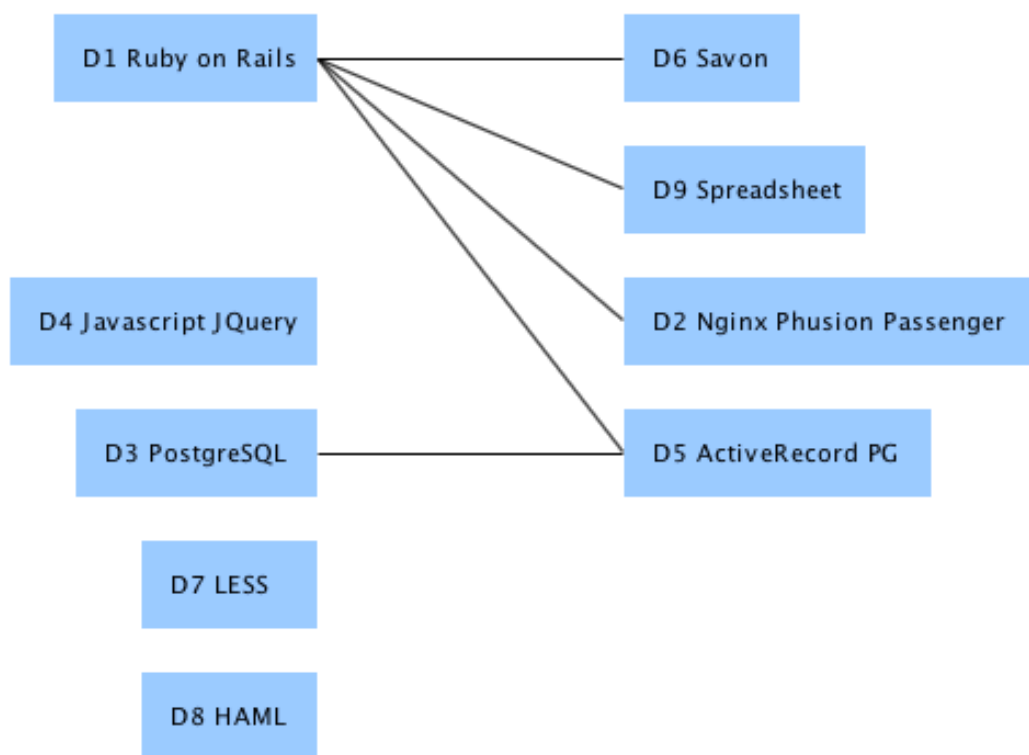 D1 Ruby on Rails
D6 Savon
D9 Spreadsheet
D4 Javascript JQuery
D2 Nginx Phusion Passenger
D3 PostgreSQL
D5 ActiveRecord PG
D7 LESS
D8 HAML